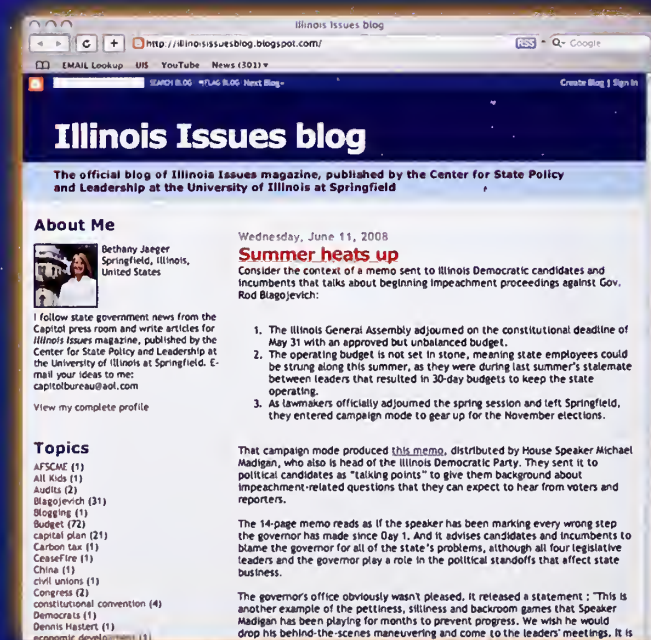 Illinois Issues blog
C + http://illinoisissuesblog.blogspot.com/ RSS Q- Google
EMAIL Lookup UIS YouTube News (301)▾
SEARCH BLOG FLAG BLOG Next Blog» Create Blog | Sign In
Illinois Issues blog
The official blog of Illinois Issues magazine, published by the Center for State Policy
and Leadership at the University of Illinois at Springfield
About Me
Bethany Jaeger
Springfield, Illinois,
United States
I follow state government news from the
Capitol press room and write articles for
Illinois Issues magazine, published by the
Center for State Policy and Leadership at
the University of Illinois at Springfield. E-
mail your ideas to me:
capitolbureau@aol.com
View my complete profile
Topics
AFSCME (1)
All Kids (1)
Audits (2)
Blagojevich (31)
Blogging (1)
Budget (72)
capital plan (21)
Carbon tax (1)
CeaseFire (1)
China (1)
civil unions (1)
Congress (2)
constitutional convention (4)
Democrats (1)
Dennis Hastert (1)
economic development (1)
Wednesday, June 11, 2008
Summer heats up
Consider the context of a memo sent to Illinois Democratic candidates and
incumbents that talks about beginning impeachment proceedings against Gov.
Rod Blagojevich:
1. The Illinois General Assembly adjourned on the constitutional deadline of
May 31 with an approved but unbalanced budget.
2. The operating budget is not set in stone, meaning state employees could
be strung along this summer, as they were during last summer's stalemate
between leaders that resulted in 30-day budgets to keep the state
operating.
3. As lawmakers officially adjourned the spring session and left Springfield,
they entered campaign mode to gear up for the November elections.
That campaign mode produced this memo, distributed by House Speaker Michael
Madigan, who also is head of the Illinois Democratic Party. They sent it to
political candidates as "talking points" to give them background about
impeachment-related questions that they can expect to hear from voters and
reporters.
The 14-page memo reads as if the speaker has been marking every wrong step
the governor has made since Day 1. And it advises candidates and incumbents to
blame the governor for all of the state's problems, although all four legislative
leaders and the governor play a role in the political standoffs that affect state
business.
The governor's office obviously wasn't pleased. It released a statement : "This is
another example of the pettiness, silliness and backroom games that Speaker
Madigan has been playing for months to prevent progress. We wish he would
drop his behind-the-scenes maneuvering and come to the leaders' meetings. It is